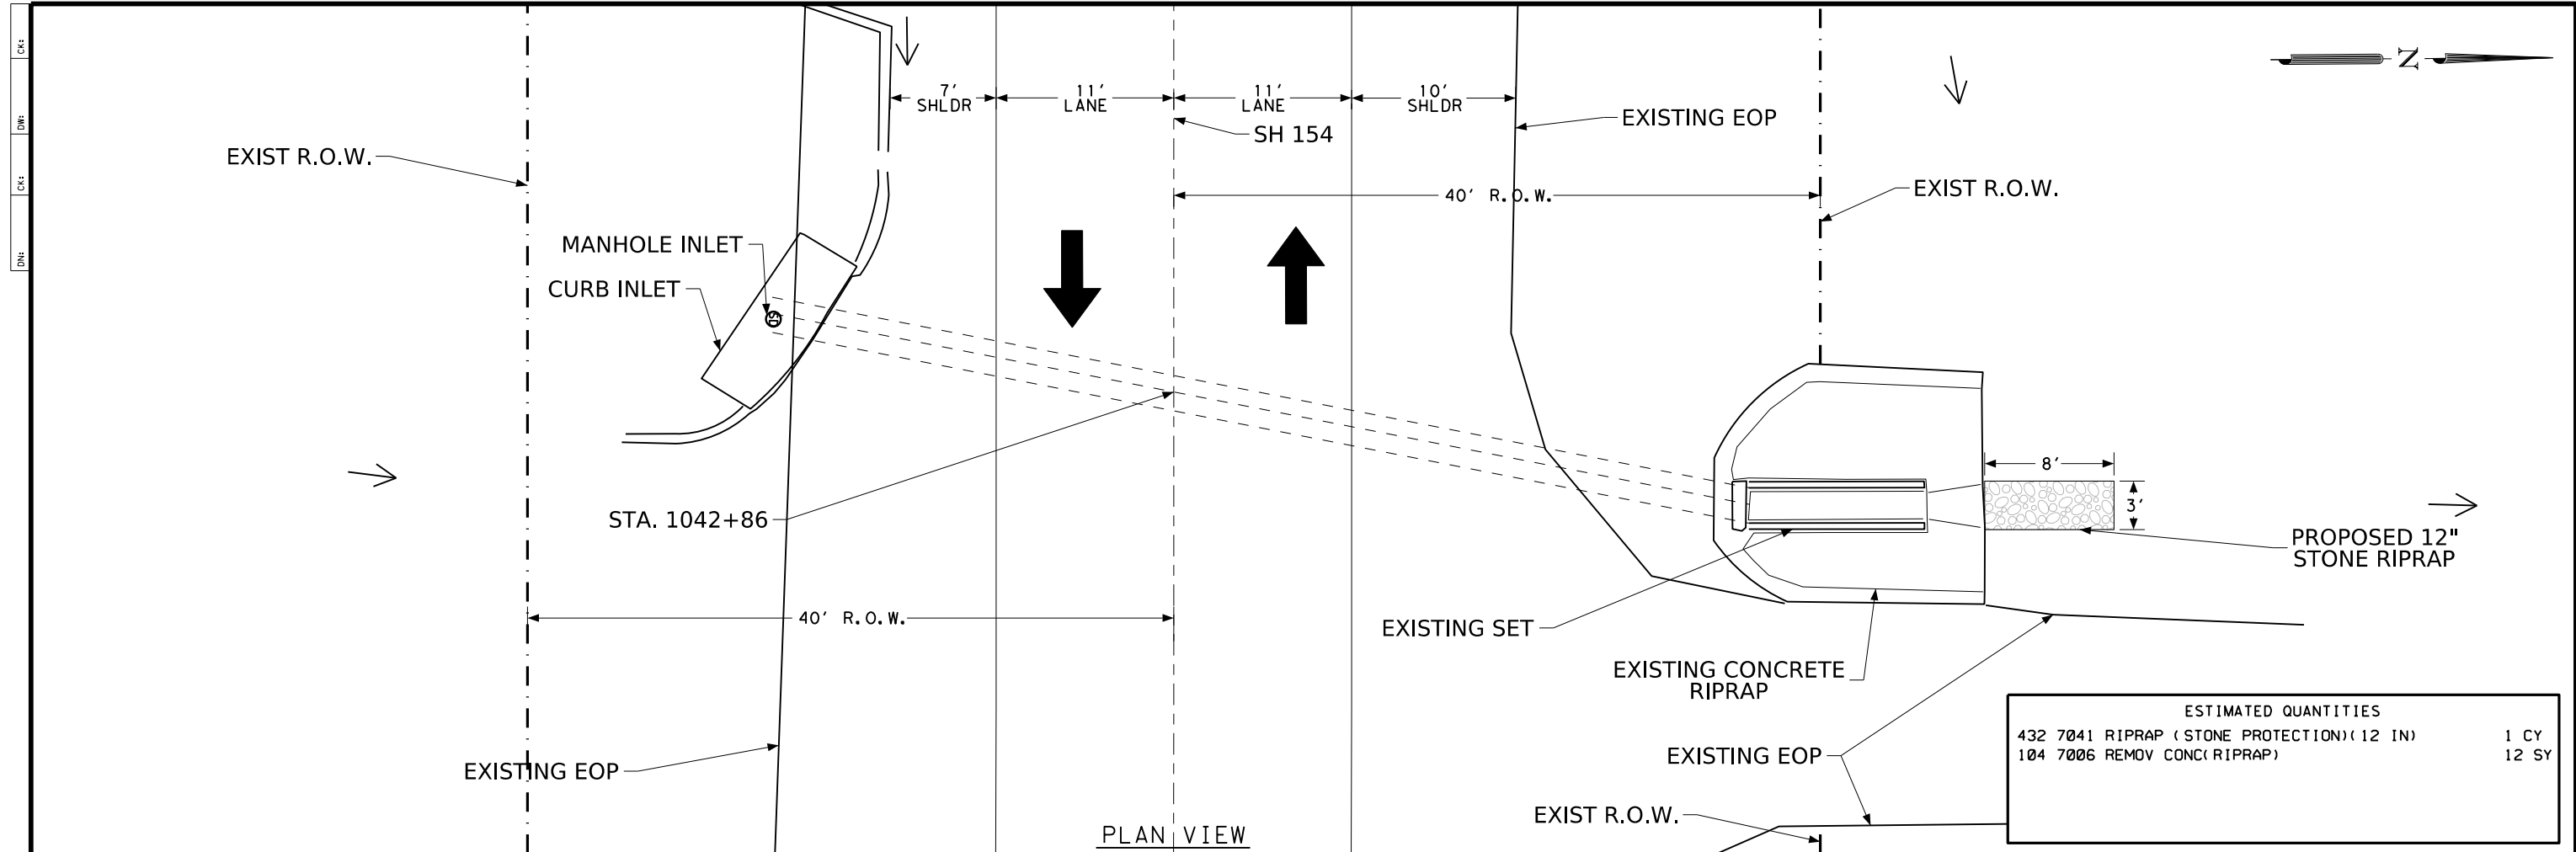 CK:
DW:
CK:
DN:
N
7'
SHLDR
11'
LANE
11'
LANE
10'
SHLDR
SH 154
EXISTING EOP
EXIST R.O.W.
40' R.O.W.
EXIST R.O.W.
MANHOLE INLET
CURB INLET
SD
STA. 1042+86
8'
3'
PROPOSED 12"
STONE RIPRAP
40' R.O.W.
EXISTING SET
EXISTING CONCRETE
RIPRAP
EXISTING EOP
EXISTING EOP
EXIST R.O.W.
PLAN VIEW
ESTIMATED QUANTITIES
432 7041 RIPRAP (STONE PROTECTION)(12 IN) 1 CY
104 7006 REMOV CONC(RIPRAP) 12 SY